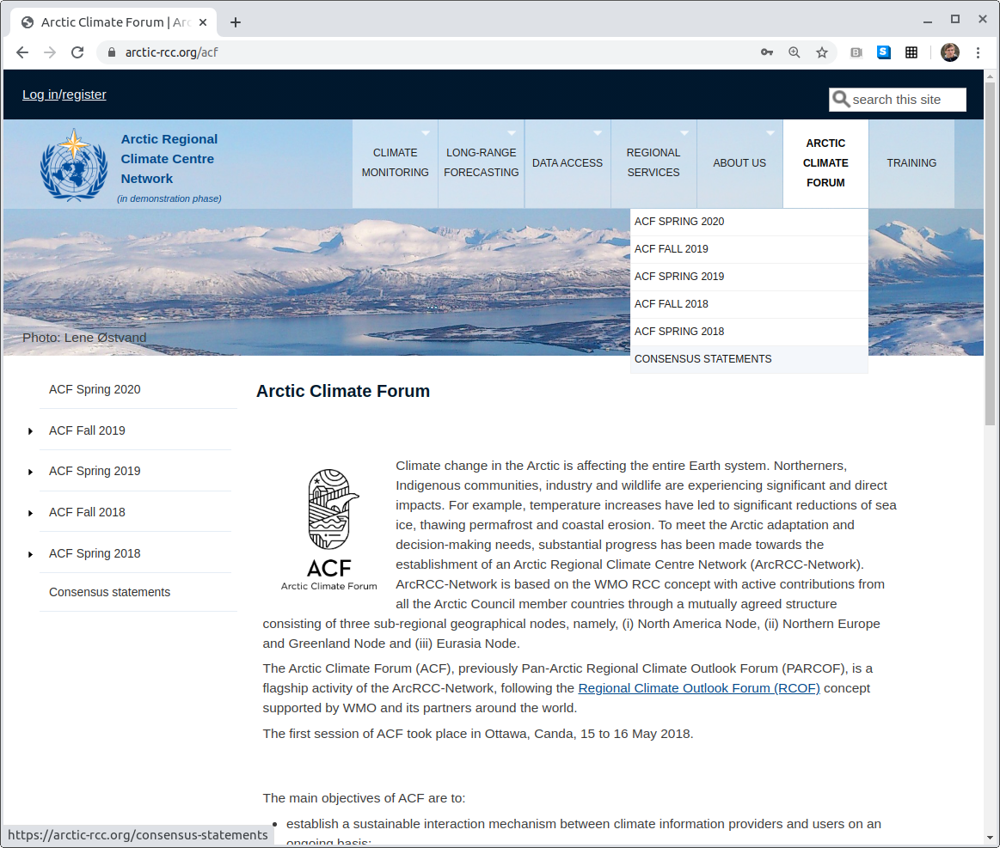 Arctic Climate Forum | Arc
arctic-rcc.org/acf
Log in/register
search this site
Arctic Regional
Climate Centre
Network
(in demonstration phase)
CLIMATE
MONITORING
LONG-RANGE
FORECASTING
DATA ACCESS
REGIONAL
SERVICES
ABOUT US
ARCTIC
CLIMATE
FORUM
TRAINING
ACF SPRING 2020
ACF FALL 2019
ACF SPRING 2019
ACF FALL 2018
ACF SPRING 2018
CONSENSUS STATEMENTS
Photo: Lene Østvand
ACF Spring 2020
ACF Fall 2019
ACF Spring 2019
ACF Fall 2018
ACF Spring 2018
Consensus statements
Arctic Climate Forum
ACF
Arctic Climate Forum
Climate change in the Arctic is affecting the entire Earth system. Northerners,
Indigenous communities, industry and wildlife are experiencing significant and direct
impacts. For example, temperature increases have led to significant reductions of sea
ice, thawing permafrost and coastal erosion. To meet the Arctic adaptation and
decision-making needs, substantial progress has been made towards the
establishment of an Arctic Regional Climate Centre Network (ArcRCC-Network).
ArcRCC-Network is based on the WMO RCC concept with active contributions from
all the Arctic Council member countries through a mutually agreed structure
consisting of three sub-regional geographical nodes, namely, (i) North America Node, (ii) Northern Europe
and Greenland Node and (iii) Eurasia Node.
The Arctic Climate Forum (ACF), previously Pan-Arctic Regional Climate Outlook Forum (PARCOF), is a
flagship activity of the ArcRCC-Network, following the Regional Climate Outlook Forum (RCOF) concept
supported by WMO and its partners around the world.
The first session of ACF took place in Ottawa, Canda, 15 to 16 May 2018.
The main objectives of ACF are to:
• establish a sustainable interaction mechanism between climate information providers and users on an
ongoing basis;
https://arctic-rcc.org/consensus-statements